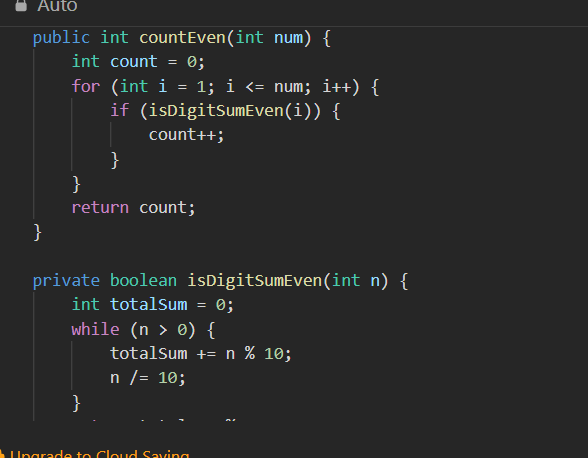 Auto
public int countEven(int num) {
    int count = 0;
    for (int i = 1; i <= num; i++) {
        if (isDigitSumEven(i)) {
            count++;
        }
    }
    return count;
}

private boolean isDigitSumEven(int n) {
    int totalSum = 0;
    while (n > 0) {
        totalSum += n % 10;
        n /= 10;
    }
Upgrade to Cloud Saving